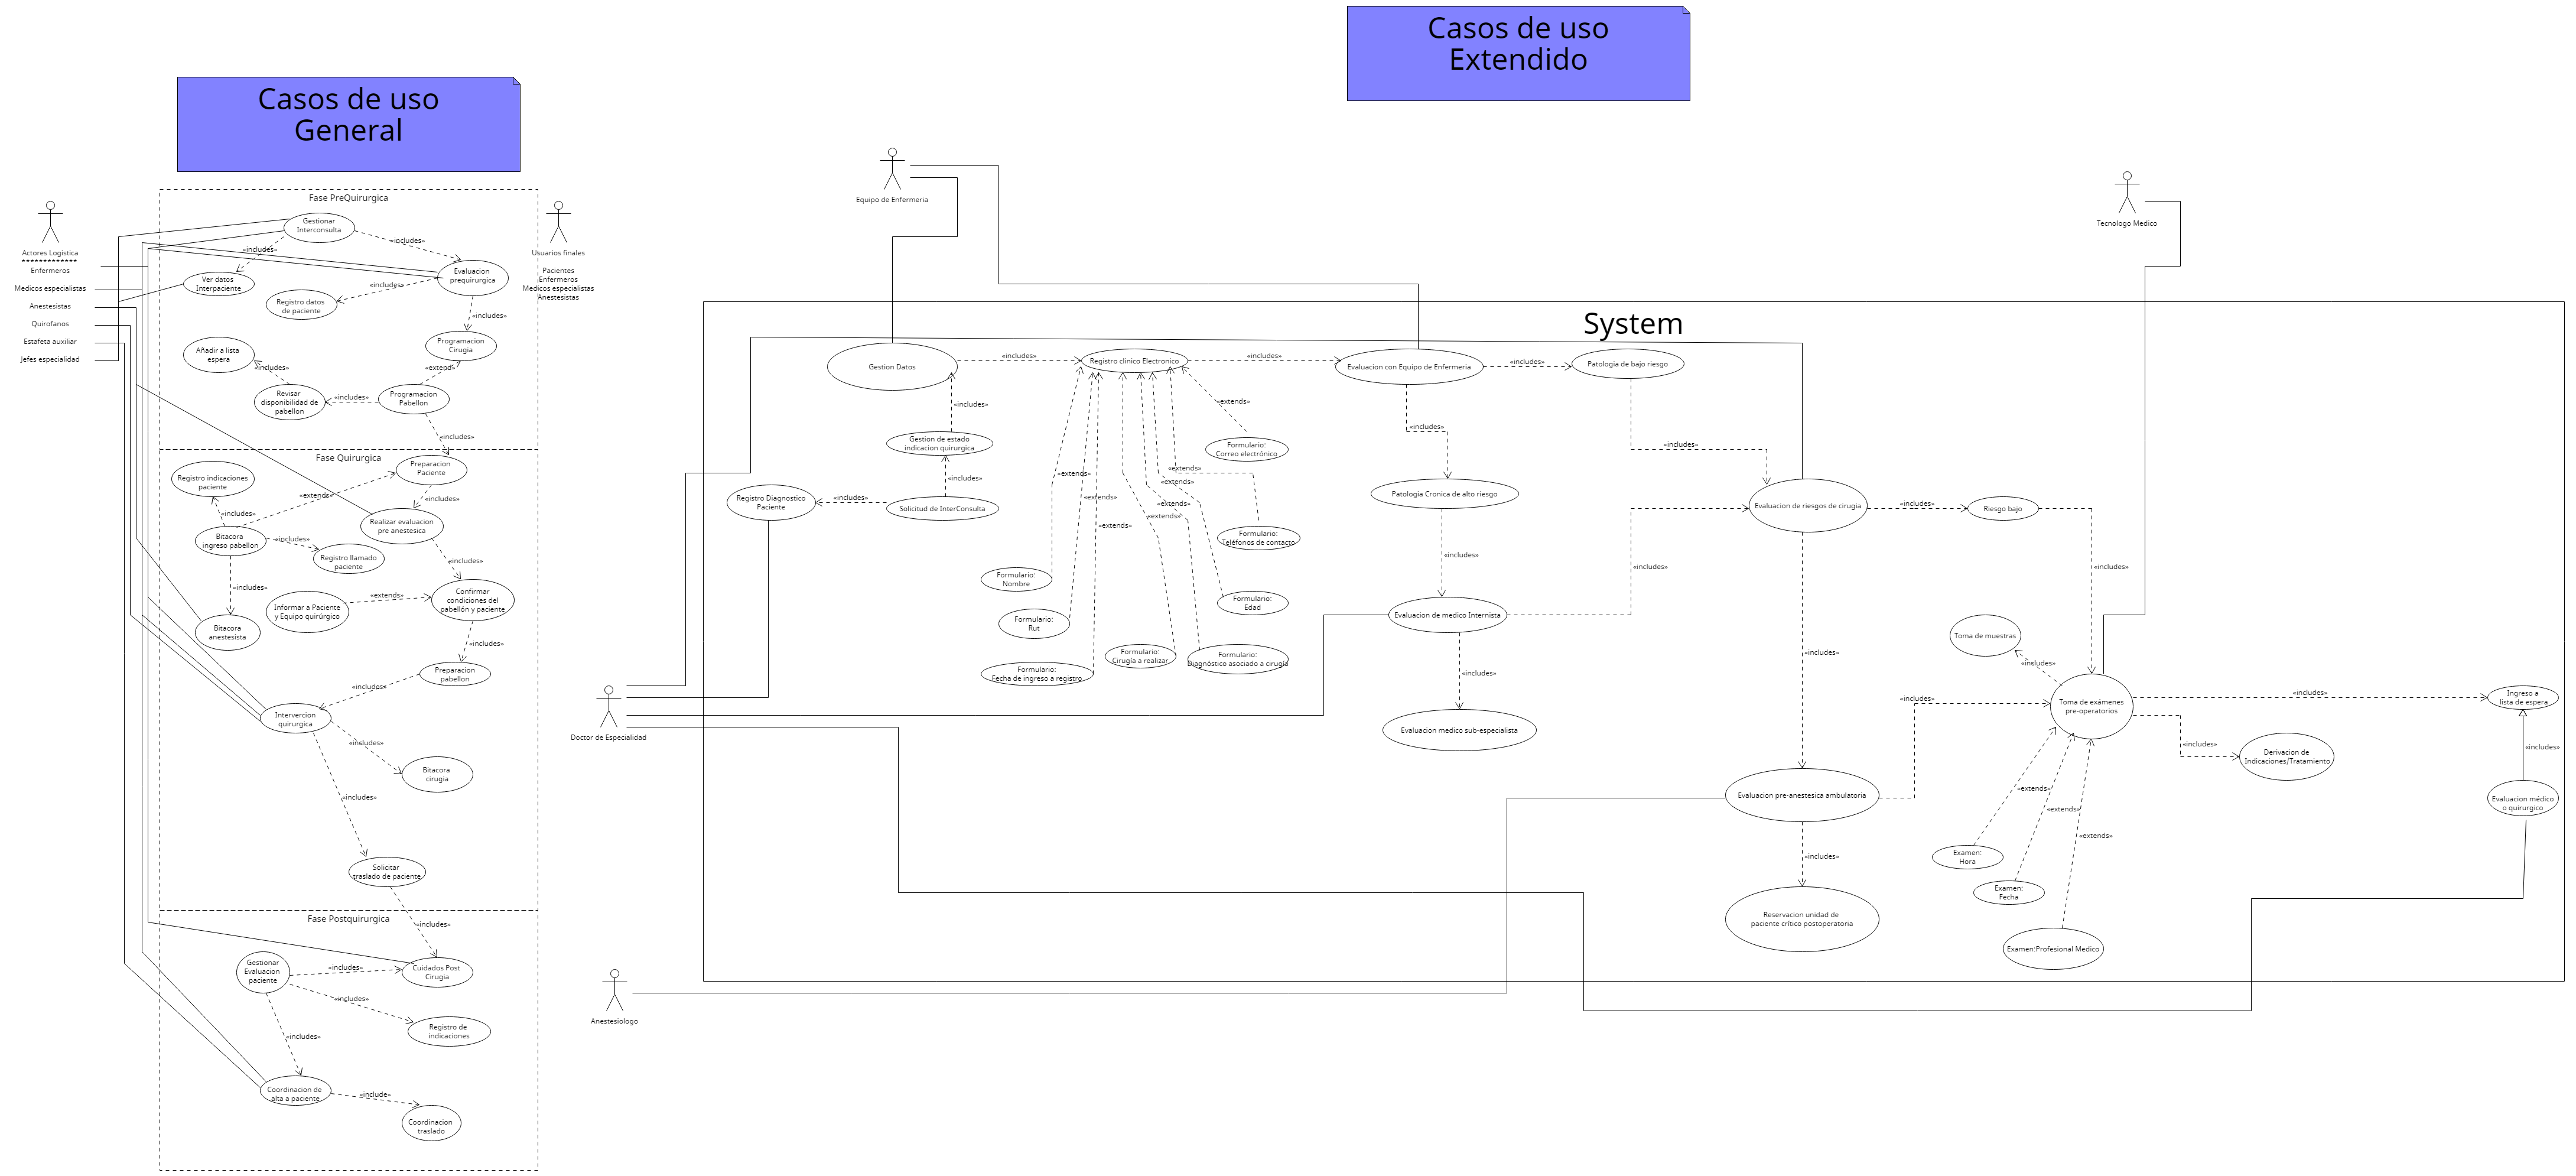 Casos de uso
Extendido
Casos de uso
General
Fase PreQuirurgica
Gestionar
Interconsulta
«includes»
«includes»
Actores Logistica
*************
Enfermeros
Medicos especialistas
Anestesistas
Quirofanos
Estafeta auxiliar
Jefes especialidad
Usuarios finales
Pacientes
Enfermeros
Medicos especialistas
Anestesistas
Ver datos
Interpaciente
Evaluacion
prequirurgica
Registro datos
de paciente
«includes»
«includes»
Programacion
Cirugia
Añadir a lista
espera
«includes»
«extend»
Revisar
disponibilidad de
pabellon
«includes»
Programacion
Pabellon
«includes»
Fase Quirurgica
Preparacion
Paciente
Registro indicaciones
paciente
«extends»
«includes»
«includes»
Realizar evaluacion
pre anestesica
Bitacora
ingreso pabellon
«includes»
Registro llamado
paciente
«includes»
«includes»
Confirmar
condiciones del
pabellón y paciente
«extends»
Informar a Paciente
y Equipo quirúrgico
Bitacora
anestesista
«includes»
Preparacion
pabellon
«includes»
Intervencion
quirurgica
«includes»
Bitacora
cirugia
«includes»
Solicitar
traslado de paciente
Fase Postquirurgica
«includes»
Gestionar
Evaluacion
paciente
«includes»
Cuidados Post
Cirugia
«includes»
Registro de
indicaciones
«includes»
Coordinacion de
alta a paciente
«include»
Coordinacion
traslado
Equipo de Enfermeria
Tecnologo Medico
System
Gestion Datos
«includes»
Registro clinico Electronico
«includes»
Evaluacion con Equipo de Enfermeria
«includes»
Patologia de bajo riesgo
«includes»
«extends»
«includes»
«includes»
Gestion de estado
indicacion quirurgica
Formulario:
Correo electrónico
«includes»
«extends»
«extends»
«extends»
«extends»
«extends»
«extends»
«extends»
Registro Diagnostico
Paciente
«includes»
Solicitud de InterConsulta
Patologia Cronica de alto riesgo
Evaluacion de riesgos de cirugia
«includes»
Riesgo bajo
Formulario:
Teléfonos de contacto
«includes»
«includes»
«includes»
Formulario:
Nombre
Formulario:
Edad
Formulario:
Rut
Evaluacion de medico Internista
Formulario:
Cirugía a realizar
Formulario:
Diagnóstico asociado a cirugía
Formulario:
Fecha de ingreso a registro
«includes»
«includes»
Toma de muestras
«includes»
Doctor de Especialidad
Evaluacion medico sub-especialista
«includes»
Toma de exámenes
pre-operatorios
«includes»
Ingreso a
lista de espera
«includes»
Derivacion de
Indicaciones/Tratamiento
«includes»
Evaluacion pre-anestesica ambulatoria
«extends»
«extends»
«extends»
Evaluacion médico
o quirurgico
«includes»
Examen:
Hora
Examen:
Fecha
Reservacion unidad de
paciente crítico postoperatoria
Examen:Profesional Medico
Anestesiologo